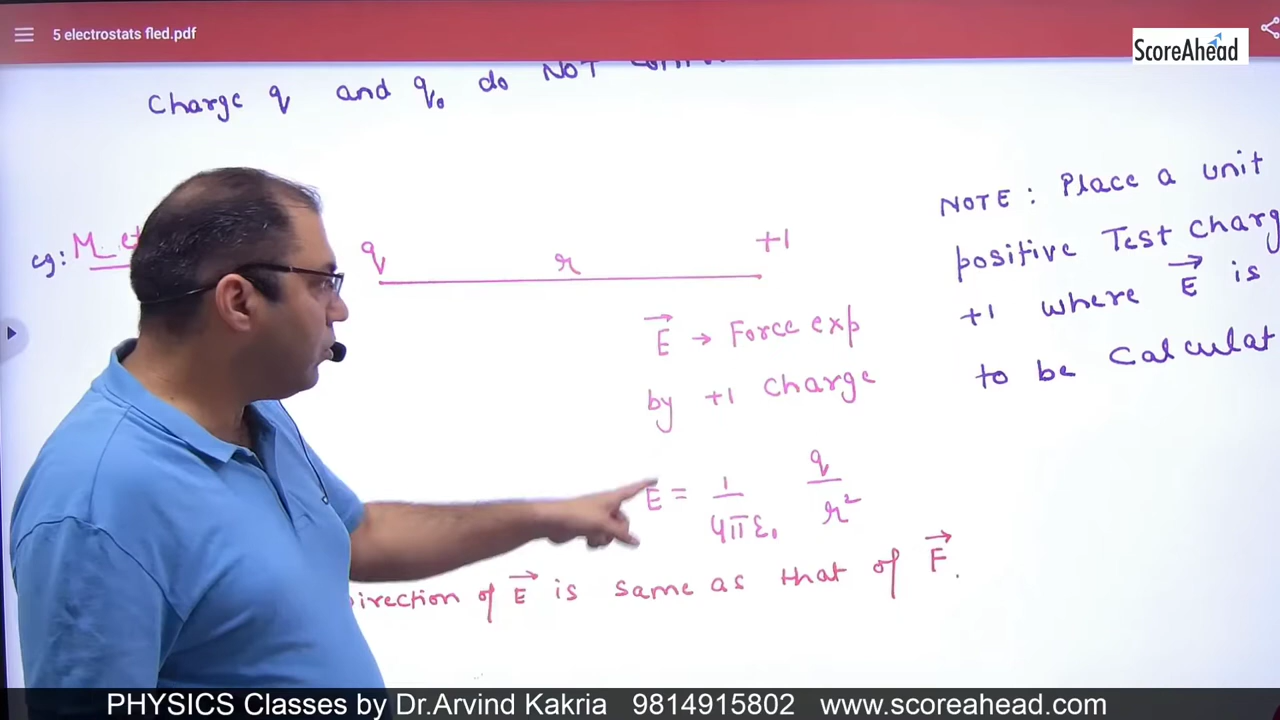 5 electrostats fled.pdf
ScoreAhead
Charge q and q₀ do NOT
eg:
q r +1
E⃗ → Force exp
by +1 charge
E = 1/4πε₀ q/r²
Direction of E⃗ is same as that of F⃗.
NOTE : Place a unit
positive Test charg
+1 where E⃗ is
to be Calculat
PHYSICS Classes by Dr.Arvind Kakria 9814915802 www.scoreahead.com